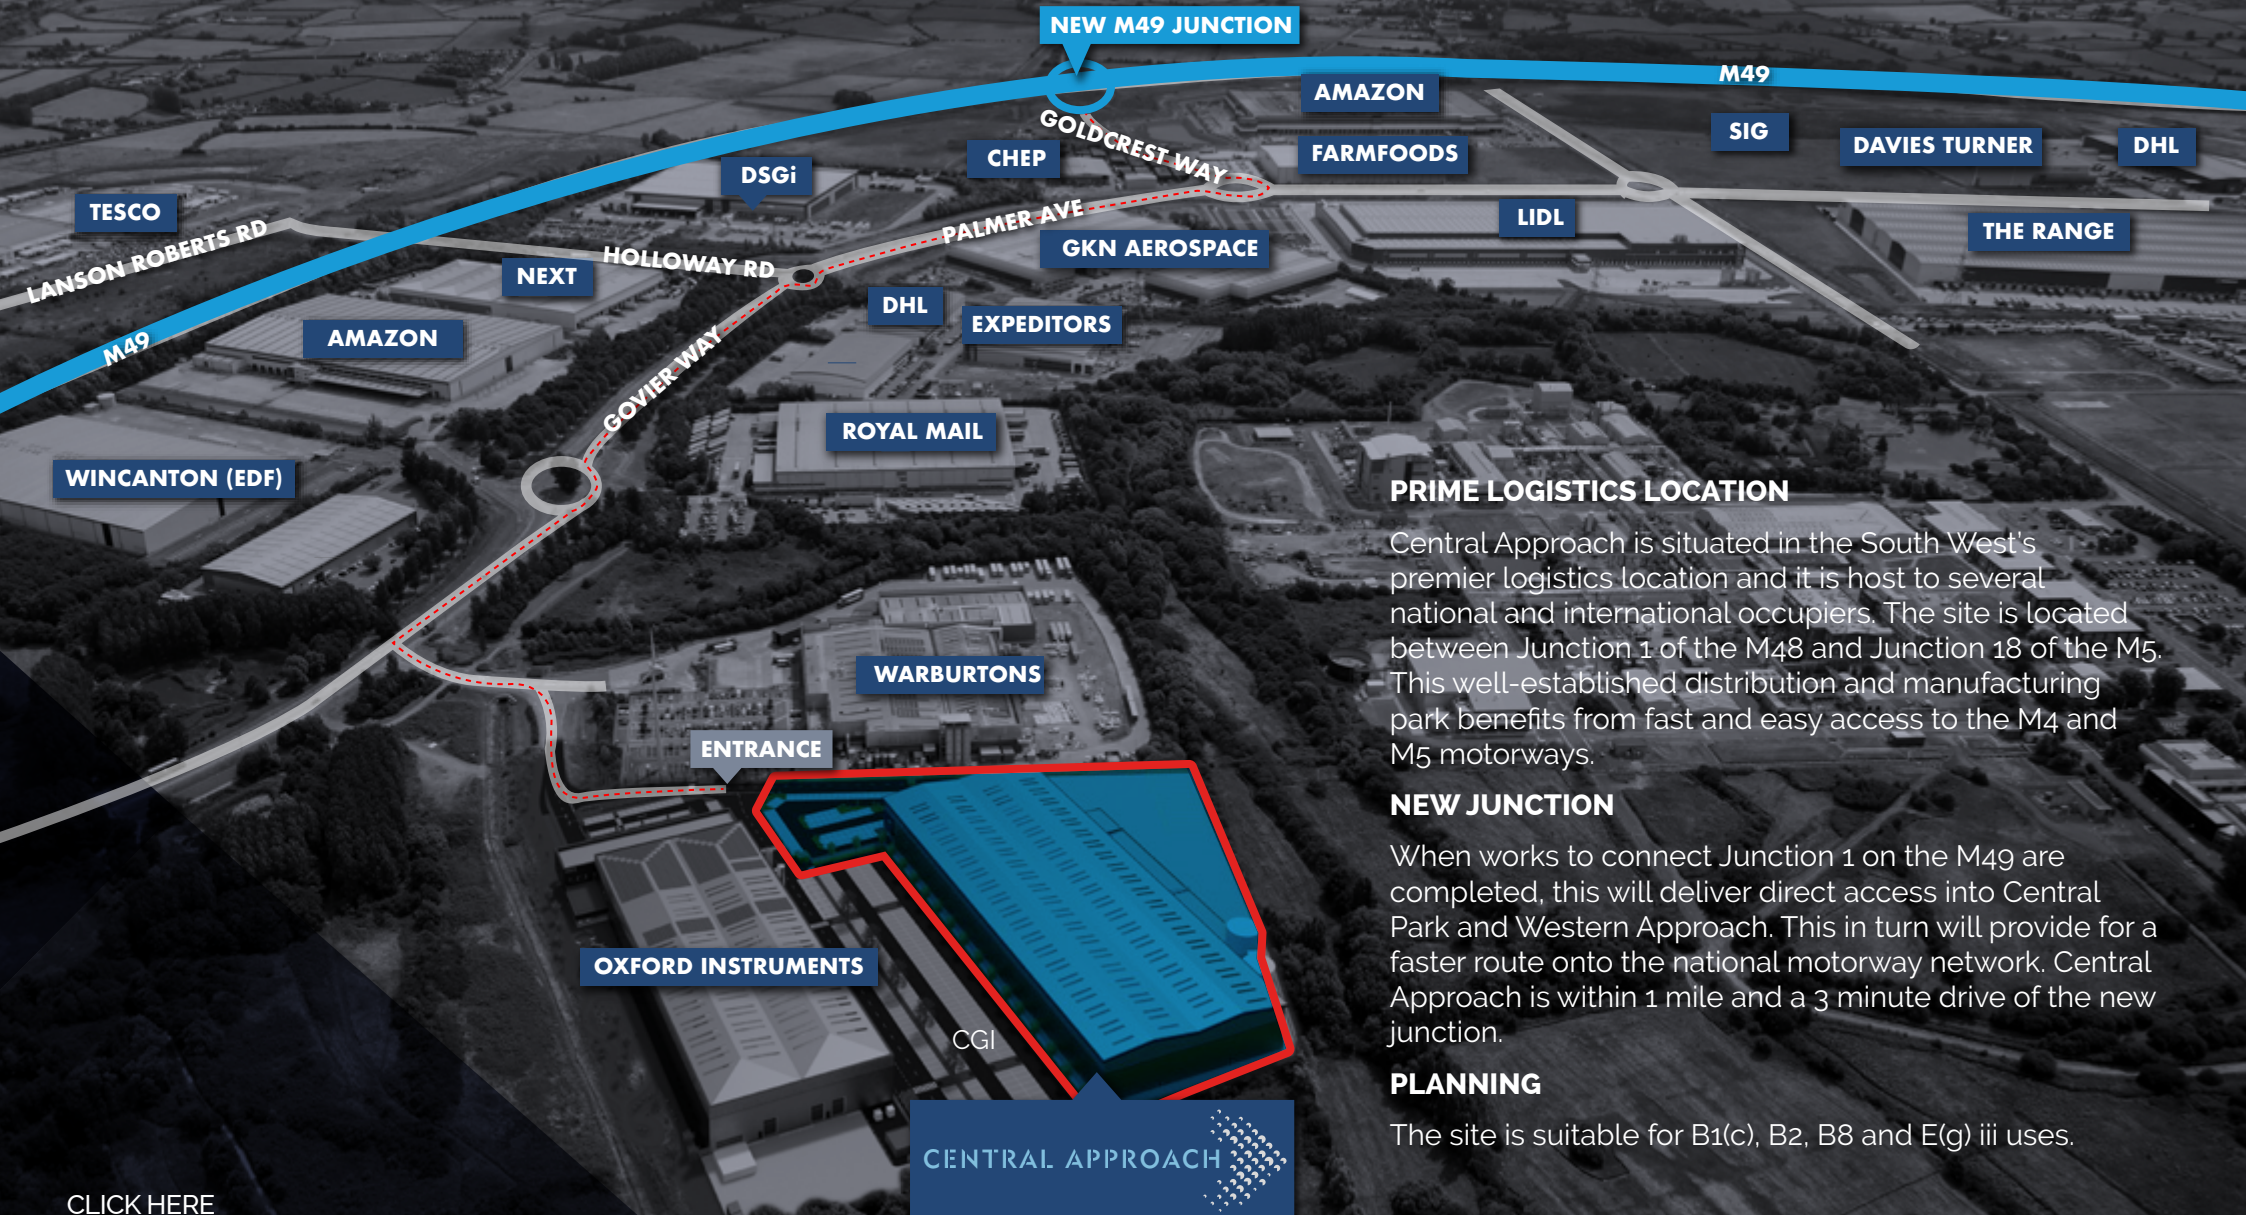 NEW M49 JUNCTION
M49
AMAZON
GOLDCREST WAY
SIG
CHEP
FARMFOODS
DAVIES TURNER
DHL
DSGi
TESCO
PALMER AVE
LIDL
THE RANGE
LANSON ROBERTS RD
HOLLOWAY RD
GKN AEROSPACE
NEXT
DHL
EXPEDITORS
AMAZON
M49
GOVIER WAY
ROYAL MAIL
WINCANTON (EDF)
WARBURTONS
ENTRANCE
OXFORD INSTRUMENTS
CGI
CENTRAL APPROACH
CLICK HERE
PRIME LOGISTICS LOCATION
Central Approach is situated in the South West's
premier logistics location and it is host to several
national and international occupiers. The site is located
between Junction 1 of the M48 and Junction 18 of the M5.
This well-established distribution and manufacturing
park benefits from fast and easy access to the M4 and
M5 motorways.
NEW JUNCTION
When works to connect Junction 1 on the M49 are
completed, this will deliver direct access into Central
Park and Western Approach. This in turn will provide for a
faster route onto the national motorway network. Central
Approach is within 1 mile and a 3 minute drive of the new
junction.
PLANNING
The site is suitable for B1(c), B2, B8 and E(g) iii uses.